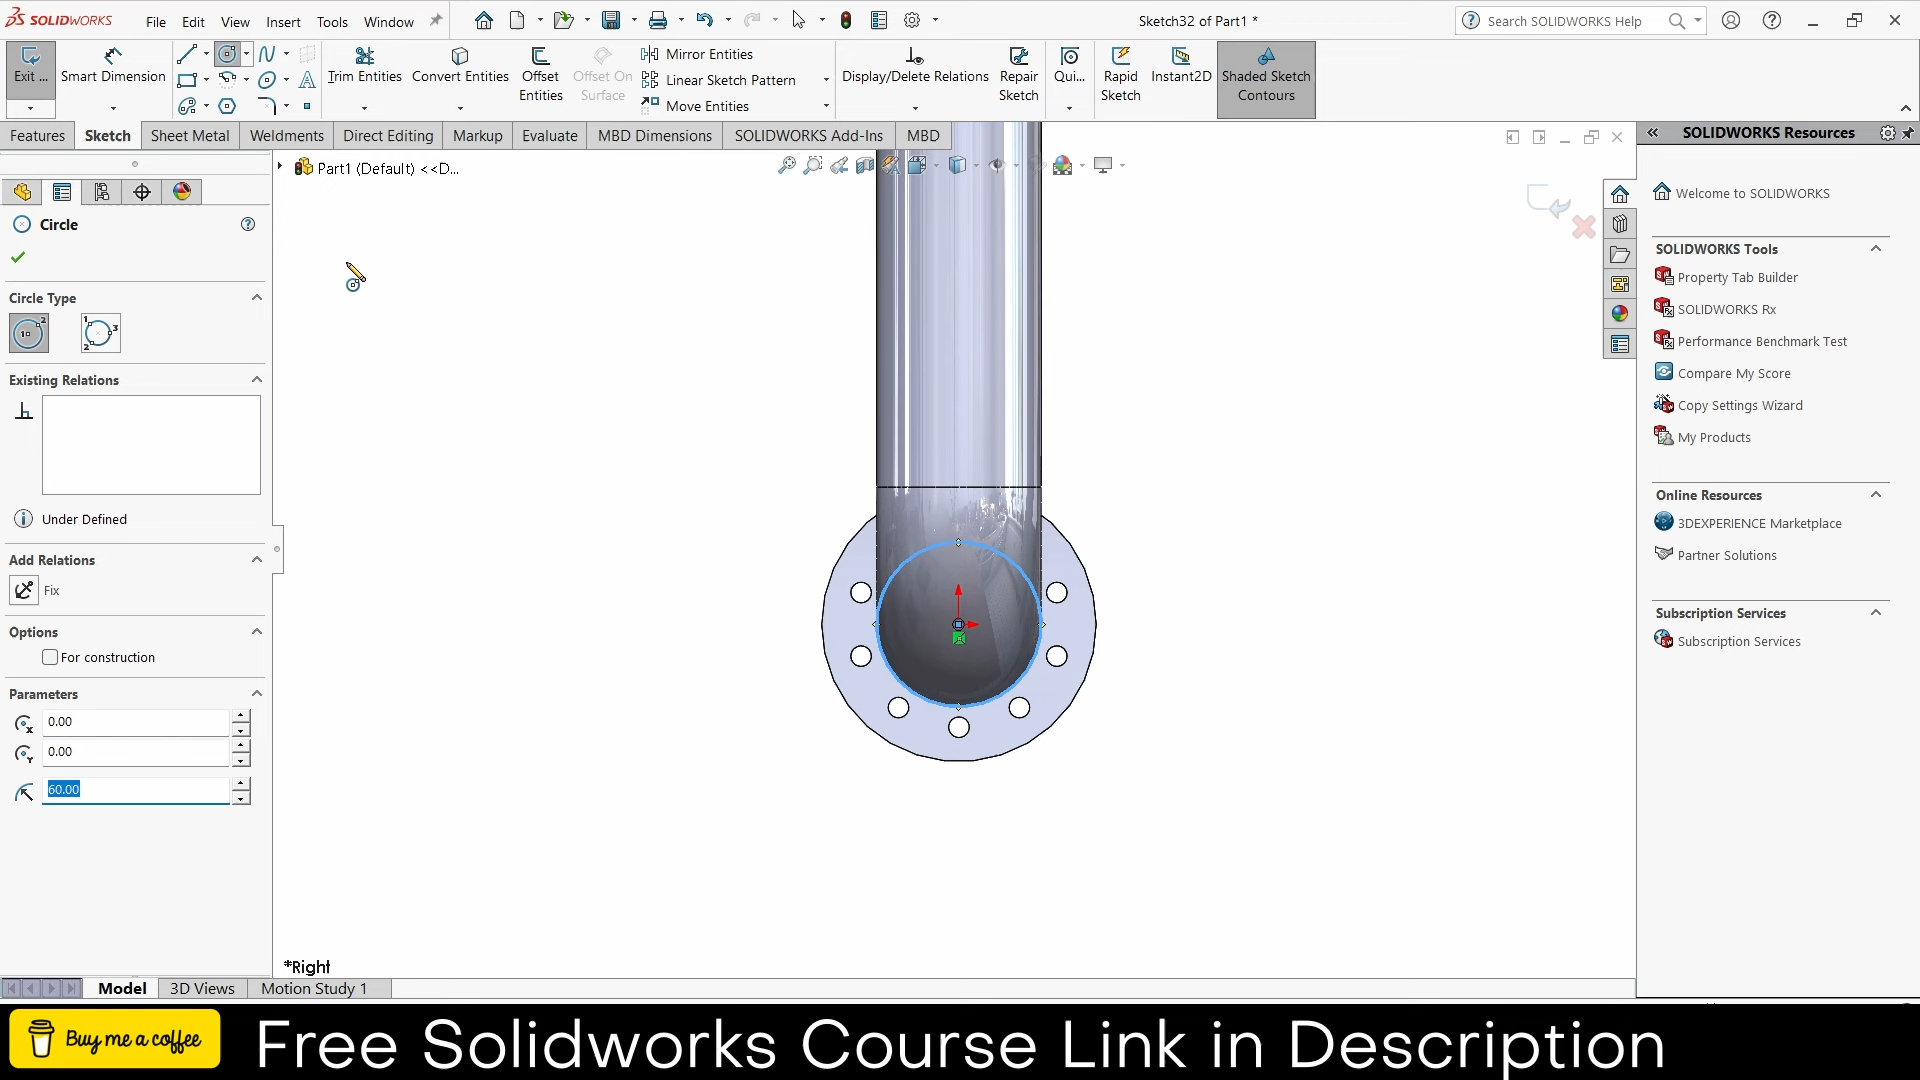 SOLIDWORKS
File
Edit
View
Insert
Tools
Window
Sketch32 of Part1 *
Search SOLIDWORKS Help
Exit ...
Smart Dimension
Trim Entities
Convert Entities
Offset Entities
Offset On Surface
Mirror Entities
Linear Sketch Pattern
Move Entities
Display/Delete Relations
Repair Sketch
Qui...
Rapid Sketch
Instant2D
Shaded Sketch Contours
Features
Sketch
Sheet Metal
Weldments
Direct Editing
Markup
Evaluate
MBD Dimensions
SOLIDWORKS Add-Ins
MBD
Part1 (Default) <<D...
Circle
Circle Type
Existing Relations
Under Defined
Add Relations
Fix
Options
For construction
Parameters
0.00
0.00
60.00
*Right
Model
3D Views
Motion Study 1
SOLIDWORKS Resources
Welcome to SOLIDWORKS
SOLIDWORKS Tools
Property Tab Builder
SOLIDWORKS Rx
Performance Benchmark Test
Compare My Score
Copy Settings Wizard
My Products
Online Resources
3DEXPERIENCE Marketplace
Partner Solutions
Subscription Services
Subscription Services
Buy me a coffee
Free Solidworks Course Link in Description